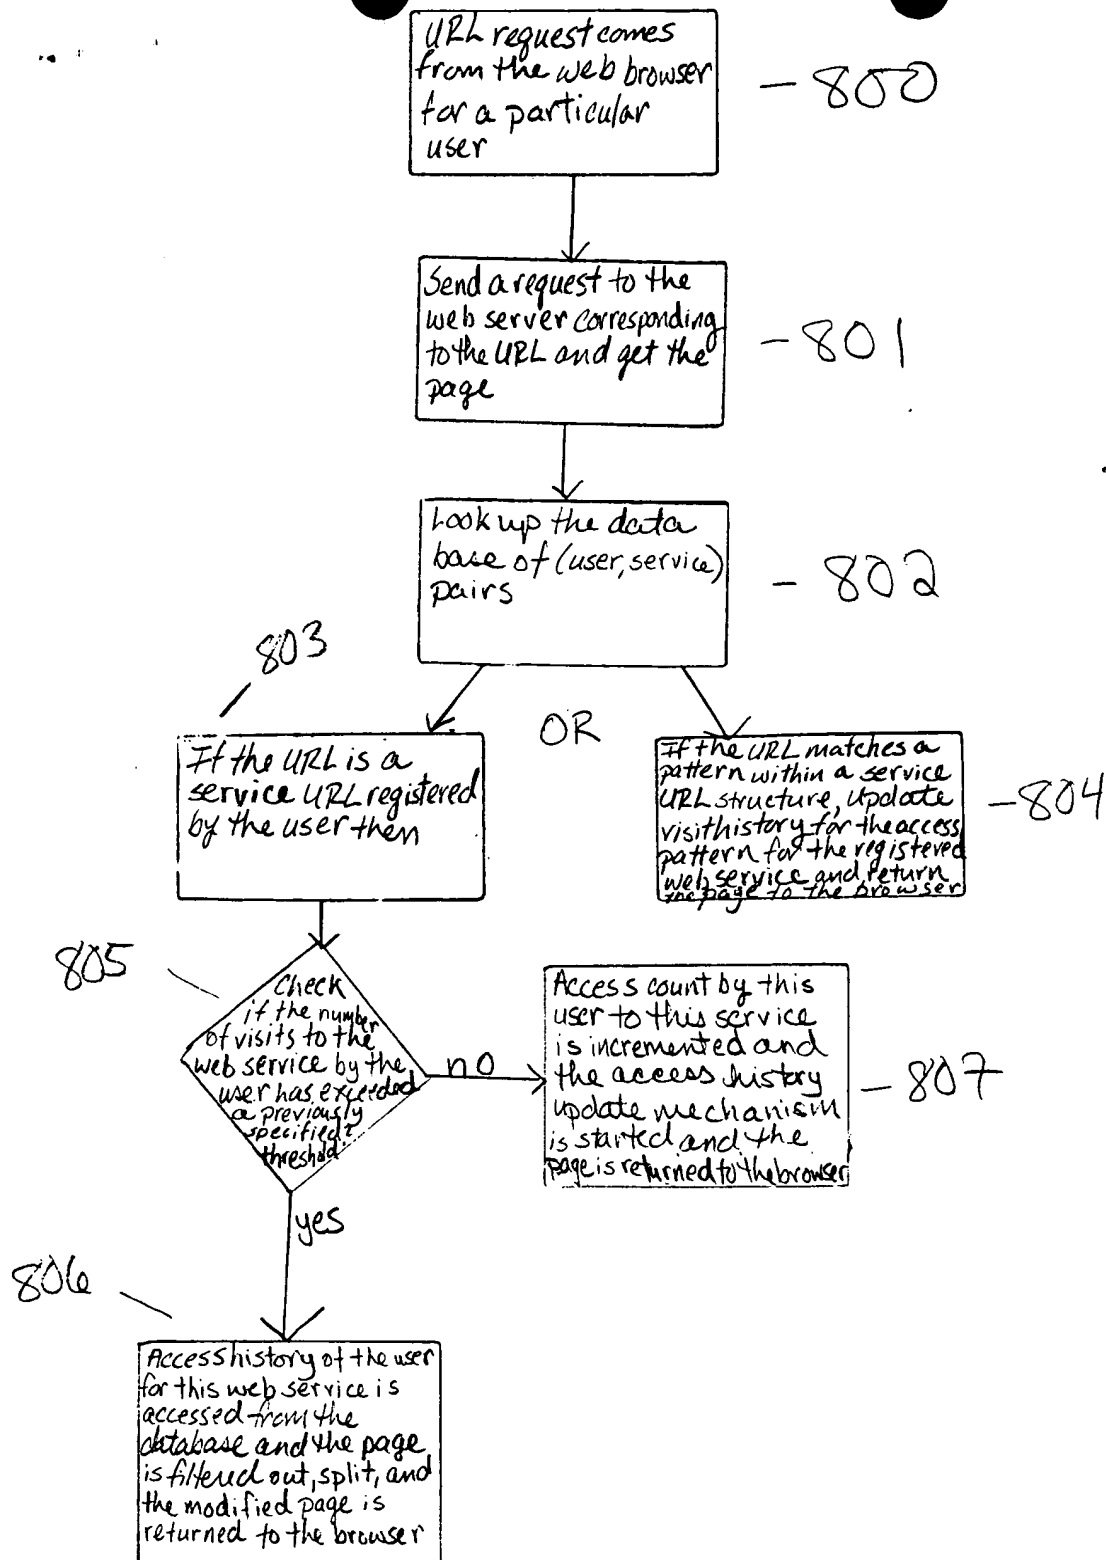 URL request comes
from the web browser
for a particular
user
- 800
Send a request to the
web server corresponding
to the URL and get the
page
- 801
Look up the data
base of (user, service)
pairs
- 802
803
OR
If the URL is a
service URL registered
by the user then
If the URL matches a
pattern within a service
URL structure, update
visit history for the access
pattern for the registered
web service and return
the page to the browser
- 804
805
Check
if the number
of visits to the
web service by the
user has exceeded
a previously
specified?
threshold.
no
Access count by this
user to this service
is incremented and
the access history
update mechanism
is started and the
page is returned to the browser
- 807
yes
806
Access history of the user
for this web service is
accessed from the
database and the page
is filtered out, split, and
the modified page is
returned to the browser